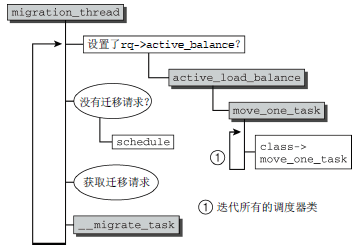 migration_thread
设置了rq->active_balance？
active_load_balance
没有迁移请求？
move_one_task
schedule
class->
move_one_task
①
获取迁移请求
① 迭代所有的调度器类
__migrate_task